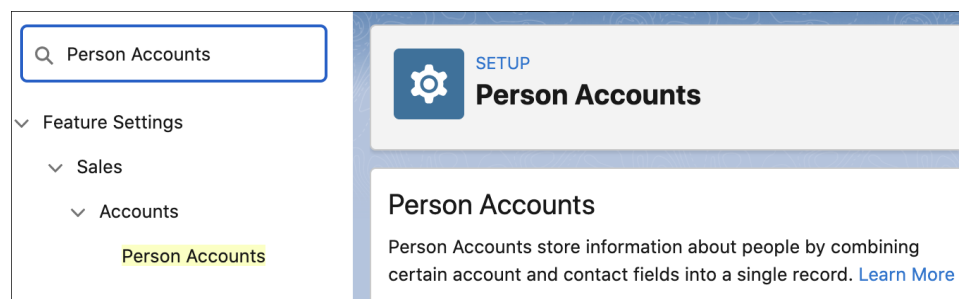 Person Accounts
Feature Settings
Sales
Accounts
Person Accounts
SETUP
Person Accounts
Person Accounts
Person Accounts store information about people by combining
certain account and contact fields into a single record. Learn More